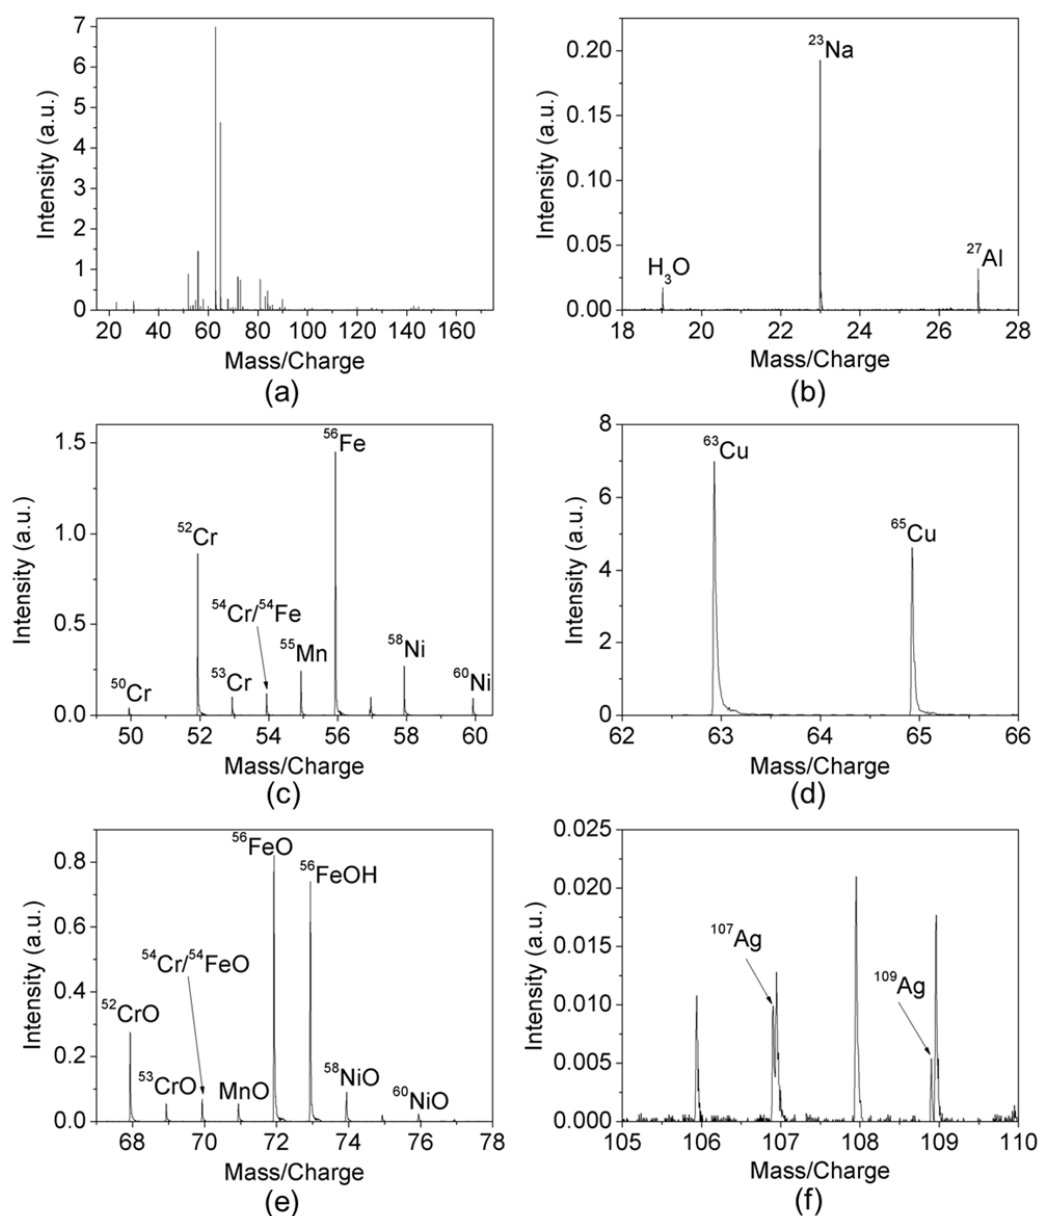 7
6
5
4
3
2
1
0
20 40 60 80 100 120 140 160
Intensity (a.u.)
Mass/Charge
(a)
0.20
0.15
0.10
0.05
0.00
18 20 22 24 26 28
Intensity (a.u.)
H₃O
²³Na
²⁷Al
Mass/Charge
(b)
1.5
1.0
0.5
0.0
50 52 54 56 58 60
Intensity (a.u.)
⁵⁰Cr
⁵²Cr
⁵³Cr
⁵⁴Cr/⁵⁴Fe
⁵⁵Mn
⁵⁶Fe
⁵⁸Ni
⁶⁰Ni
Mass/Charge
(c)
8
6
4
2
0
62 63 64 65 66
Intensity (a.u.)
⁶³Cu
⁶⁵Cu
Mass/Charge
(d)
0.8
0.6
0.4
0.2
0.0
68 70 72 74 76 78
Intensity (a.u.)
⁵²CrO
⁵³CrO
⁵⁴Cr/⁵⁴FeO
MnO
⁵⁶FeO
⁵⁶FeOH
⁵⁸NiO
⁶⁰NiO
Mass/Charge
(e)
0.025
0.020
0.015
0.010
0.005
0.000
105 106 107 108 109 110
Intensity (a.u.)
¹⁰⁷Ag
¹⁰⁹Ag
Mass/Charge
(f)